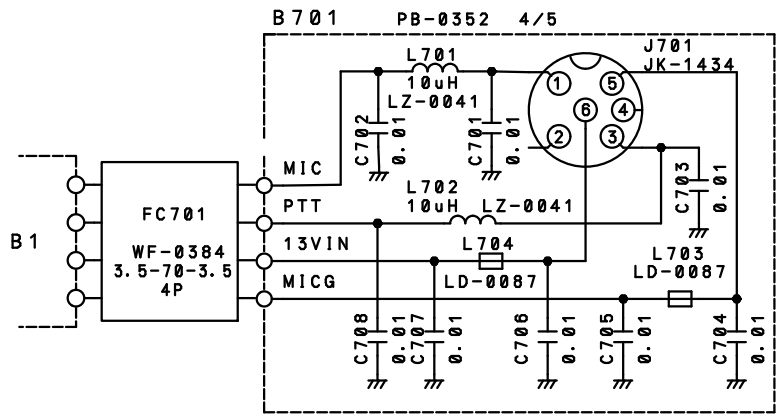 B701 PB-0352 4/5
L701
10uH
LZ-0041
J701
JK-1434
1
5
6
4
2
3
C702
0.01
C701
0.01
C703
0.01
MIC
PTT
13VIN
MICG
L702
10uH LZ-0041
L704
LD-0087
L703
LD-0087
B1
FC701
WF-0384
3.5-70-3.5
4P
C708
0.01
C707
0.01
C706
0.01
C705
0.01
C704
0.01